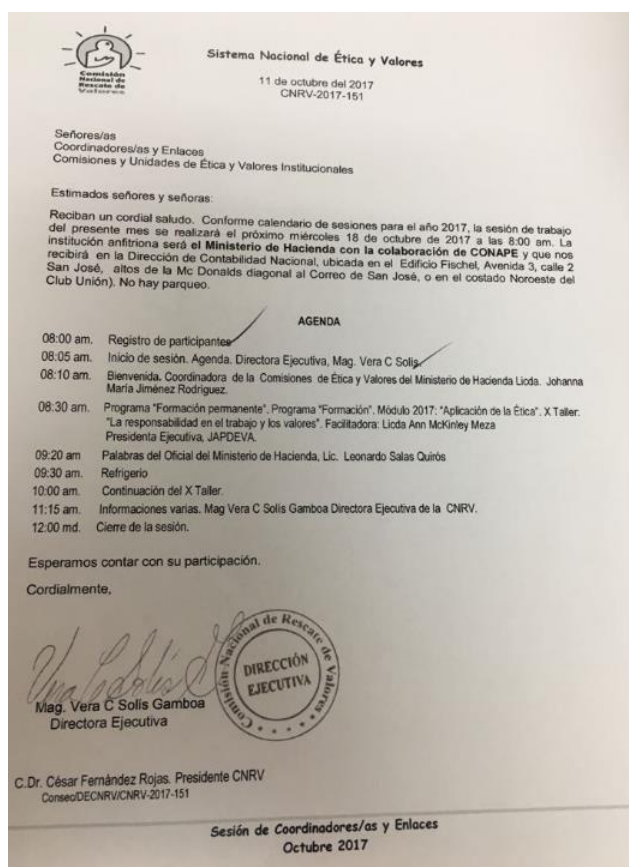 Comisión
Nacional de
Rescate de
Valores
Sistema Nacional de Ética y Valores
11 de octubre del 2017
CNRV-2017-151
Señores/as
Coordinadores/as y Enlaces
Comisiones y Unidades de Ética y Valores Institucionales
Estimados señores y señoras:
Reciban un cordial saludo. Conforme calendario de sesiones para el año 2017, la sesión de trabajo
del presente mes se realizará el próximo miércoles 18 de octubre de 2017 a las 8:00 am. La
institución anfitriona será el Ministerio de Hacienda con la colaboración de CONAPE y que nos
recibirá en la Dirección de Contabilidad Nacional, ubicada en el Edificio Fischel, Avenida 3, calle 2
San José, altos de la Mc Donalds diagonal al Correo de San José, o en el costado Noroeste del
Club Unión). No hay parqueo.
AGENDA
08:00 am. Registro de participantes
08:05 am. Inicio de sesión. Agenda. Directora Ejecutiva, Mag. Vera C Solis
08:10 am. Bienvenida. Coordinadora de la Comisiones de Ética y Valores del Ministerio de Hacienda Licda. Johanna
María Jiménez Rodríguez.
08:30 am. Programa "Formación permanente". Programa "Formación". Módulo 2017: "Aplicación de la Ética". X Taller.
"La responsabilidad en el trabajo y los valores". Facilitadora: Licda Ann McKinley Meza
Presidenta Ejecutiva, JAPDEVA.
09:20 am Palabras del Oficial del Ministerio de Hacienda, Lic. Leonardo Salas Quirós
09:30 am. Refrigerio
10:00 am. Continuación del X Taller.
11:15 am. Informaciones varias. Mag Vera C Solís Gamboa Directora Ejecutiva de la CNRV.
12:00 md. Cierre de la sesión.
Esperamos contar con su participación.
Cordialmente,
Vera C Solís G
Comisión Nacional de Rescate de Valores
DIRECCIÓN
EJECUTIVA
Mag. Vera C Solís Gamboa
Directora Ejecutiva
C.Dr. César Fernández Rojas. Presidente CNRV
Consec/DECNRV/CNRV-2017-151
Sesión de Coordinadores/as y Enlaces
Octubre 2017